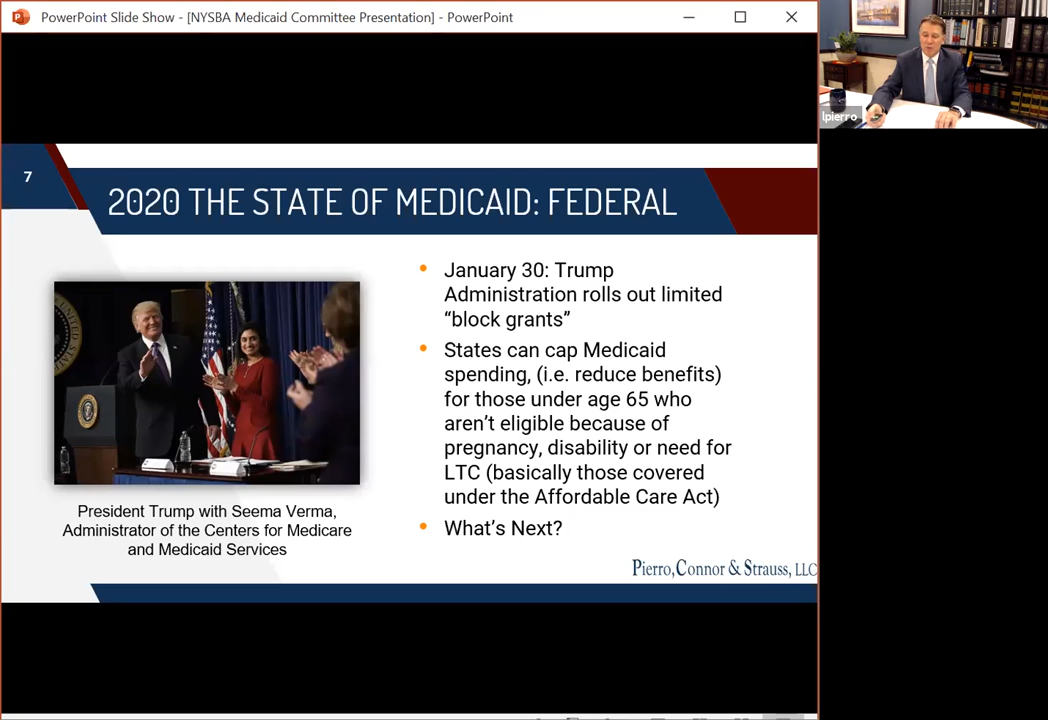 PowerPoint Slide Show - [NYSBA Medicaid Committee Presentation] - PowerPoint
lpierro
7
2020 THE STATE OF MEDICAID: FEDERAL
• January 30: Trump
Administration rolls out limited
“block grants”
• States can cap Medicaid
spending, (i.e. reduce benefits)
for those under age 65 who
aren’t eligible because of
pregnancy, disability or need for
LTC (basically those covered
under the Affordable Care Act)
• What’s Next?
President Trump with Seema Verma,
Administrator of the Centers for Medicare
and Medicaid Services
Pierro, Connor & Strauss, LLC